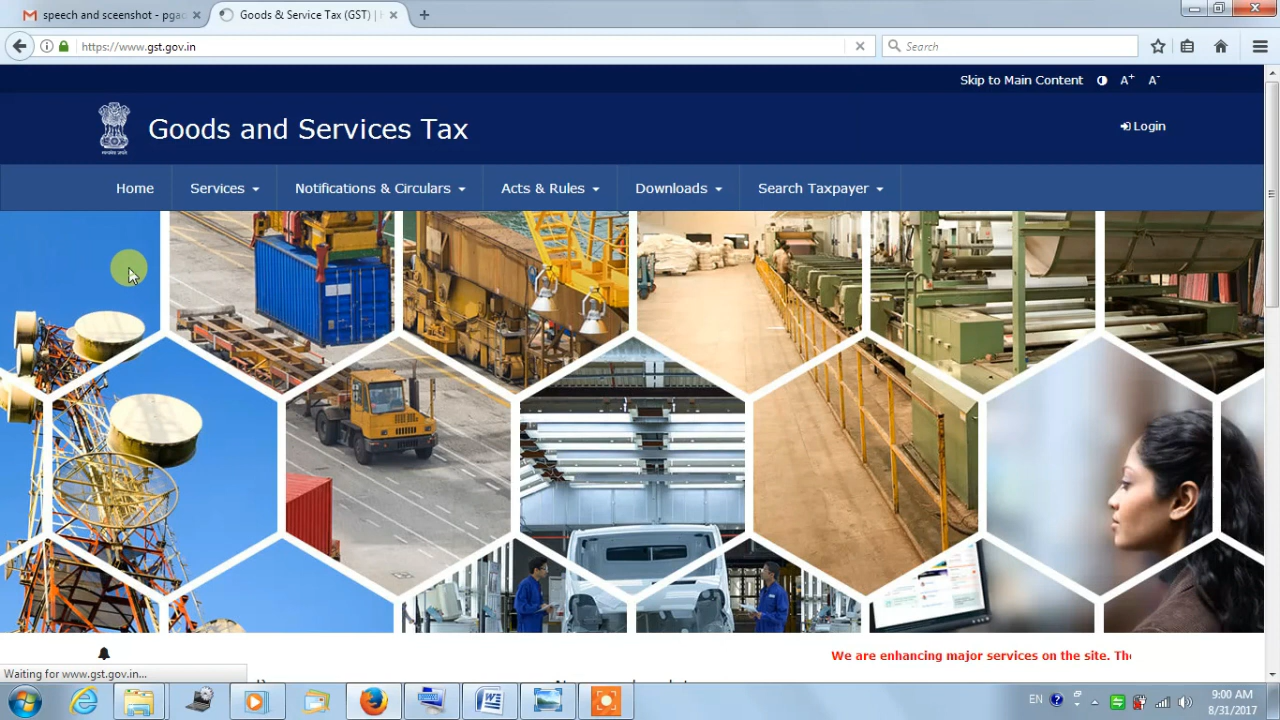 speech and sceenshot - pgao
Goods & Service Tax (GST) | H
https://www.gst.gov.in
Search
Skip to Main Content A+ A-
Goods and Services Tax
Login
Home Services Notifications & Circulars Acts & Rules Downloads Search Taxpayer
We are enhancing major services on the site. The
Waiting for www.gst.gov.in...
EN
9:00 AM
8/31/2017